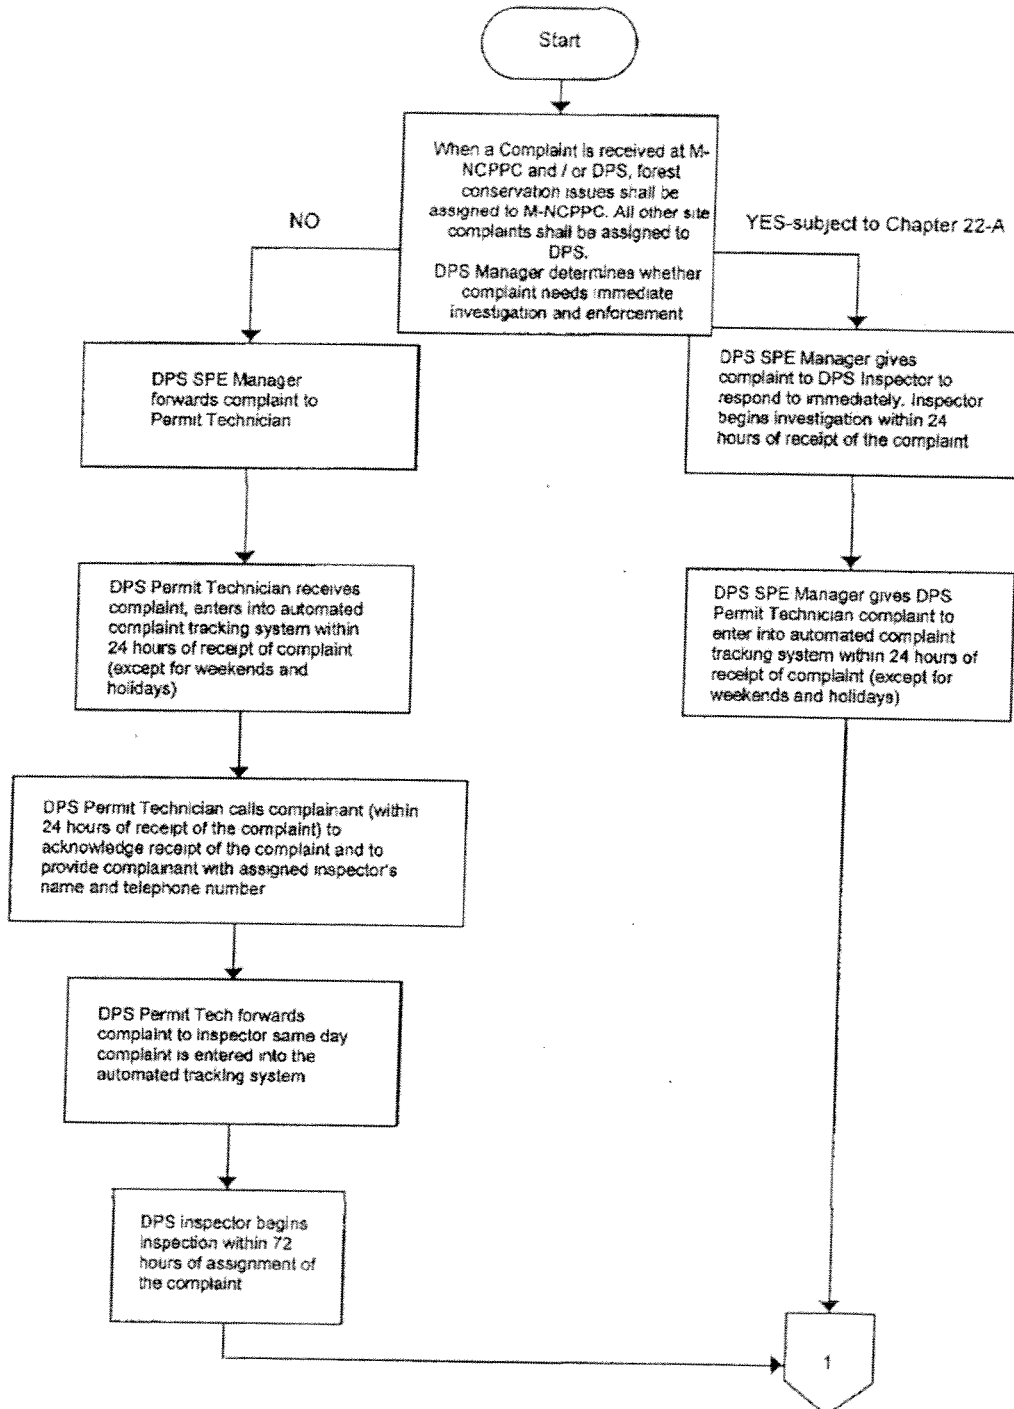 Start
When a Complaint is received at M-
NCPPC and / or DPS, forest
conservation issues shall be
assigned to M-NCPPC. All other site
complaints shall be assigned to
DPS.
DPS Manager determines whether
complaint needs immediate
investigation and enforcement
NO
YES-subject to Chapter 22-A
DPS SPE Manager
forwards complaint to
Permit Technician
DPS SPE Manager gives
complaint to DPS Inspector to
respond to immediately. Inspector
begins investigation within 24
hours of receipt of the complaint
DPS Permit Technician receives
complaint, enters into automated
complaint tracking system within
24 hours of receipt of complaint
(except for weekends and
holidays)
DPS SPE Manager gives DPS
Permit Technician complaint to
enter into automated complaint
tracking system within 24 hours of
receipt of complaint (except for
weekends and holidays)
DPS Permit Technician calls complainant (within
24 hours of receipt of the complaint) to
acknowledge receipt of the complaint and to
provide complainant with assigned inspector's
name and telephone number
DPS Permit Tech forwards
complaint to inspector same day
complaint is entered into the
automated tracking system
DPS inspector begins
inspection within 72
hours of assignment of
the complaint
1